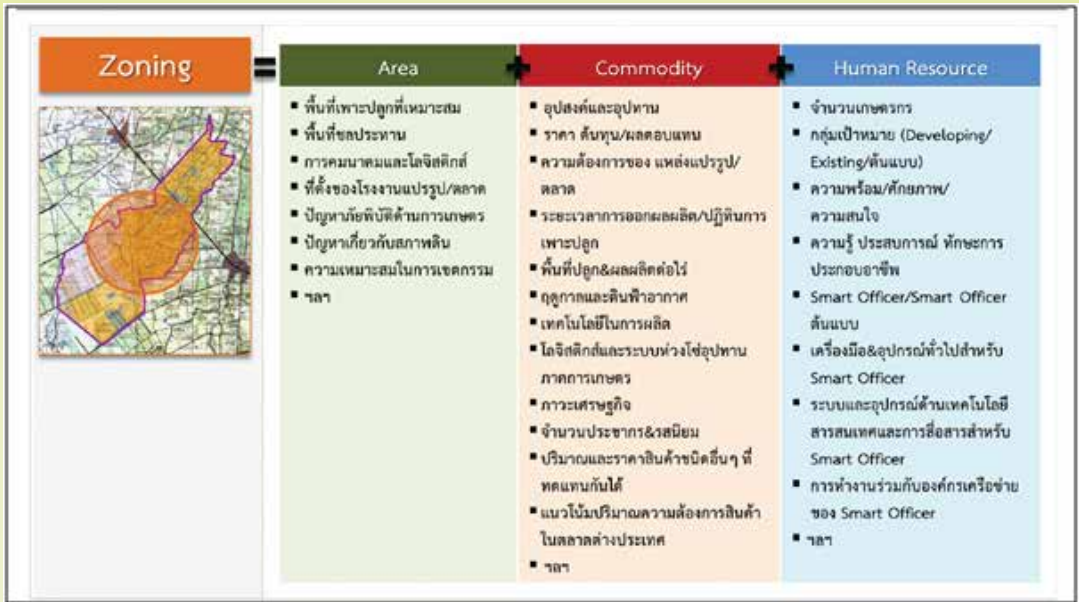 Zoning
=
Area
+
Commodity
+
Human Resource
▪ พื้นที่เพาะปลูกที่เหมาะสม
▪ พื้นที่ชลประทาน
▪ การคมนาคมและโลจิสติกส์
▪ ที่ตั้งของโรงงานแปรรูป/ตลาด
▪ ปัญหาภัยพิบัติด้านการเกษตร
▪ ปัญหาเกี่ยวกับสภาพดิน
▪ ความเหมาะสมในการเขตกรรม
▪ ฯลฯ
▪ อุปสงค์และอุปทาน
▪ ราคา ต้นทุน/ผลตอบแทน
▪ ความต้องการของ แหล่งแปรรูป/
ตลาด
▪ ระยะเวลาการออกผลผลิต/ปฏิทินการ
เพาะปลูก
▪ พื้นที่ปลูก&ผลผลิตต่อไร่
▪ ฤดูกาลและดินฟ้าอากาศ
▪ เทคโนโลยีในการผลิต
▪ โลจิสติกส์และระบบห่วงโซ่อุปทาน
ภาคการเกษตร
▪ ภาวะเศรษฐกิจ
▪ จำนวนประชากร&รสนิยม
▪ ปริมาณและราคาสินค้าชนิดอื่นๆ ที่
ทดแทนกันได้
▪ แนวโน้มปริมาณความต้องการสินค้า
ในตลาดต่างประเทศ
▪ ฯลฯ
▪ จำนวนเกษตรกร
▪ กลุ่มเป้าหมาย (Developing/
Existing/ต้นแบบ)
▪ ความพร้อม/ศักยภาพ/
ความสนใจ
▪ ความรู้ ประสบการณ์ ทักษะการ
ประกอบอาชีพ
▪ Smart Officer/Smart Officer
ต้นแบบ
▪ เครื่องมือ&อุปกรณ์ทั่วไปสำหรับ
Smart Officer
▪ ระบบและอุปกรณ์ด้านเทคโนโลยี
สารสนเทศและการสื่อสารสำหรับ
Smart Officer
▪ การทำงานร่วมกับองค์กรเครือข่าย
ของ Smart Officer
▪ ฯลฯ